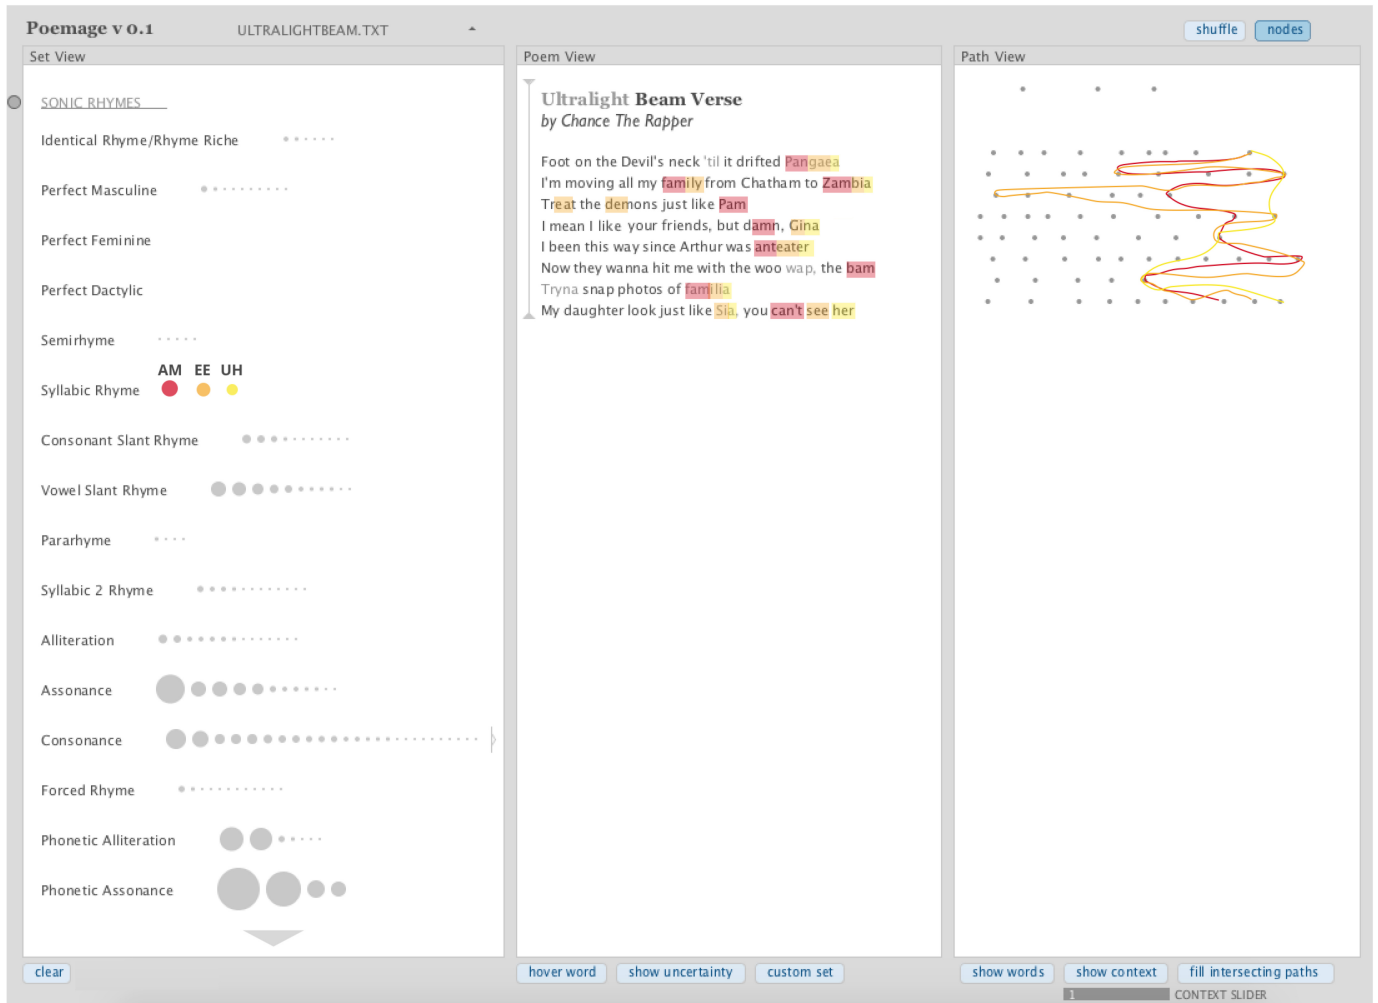 Poemage v 0.1
ULTRALIGHTBEAM.TXT
shuffle
nodes
Set View
SONIC RHYMES
Identical Rhyme/Rhyme Riche
Perfect Masculine
Perfect Feminine
Perfect Dactylic
Semirhyme
AM EE UH
Syllabic Rhyme
Consonant Slant Rhyme
Vowel Slant Rhyme
Pararhyme
Syllabic 2 Rhyme
Alliteration
Assonance
Consonance
Forced Rhyme
Phonetic Alliteration
Phonetic Assonance
clear
Poem View
Ultralight Beam Verse
by Chance The Rapper
Foot on the Devil's neck 'til it drifted Pangaea
I'm moving all my family from Chatham to Zambia
Treat the demons just like Pam
I mean I like your friends, but damn, Gina
I been this way since Arthur was anteater
Now they wanna hit me with the woo wap, the bam
Tryna snap photos of familia
My daughter look just like Sia, you can't see her
hover word
show uncertainty
custom set
Path View
show words
show context
fill intersecting paths
1
CONTEXT SLIDER